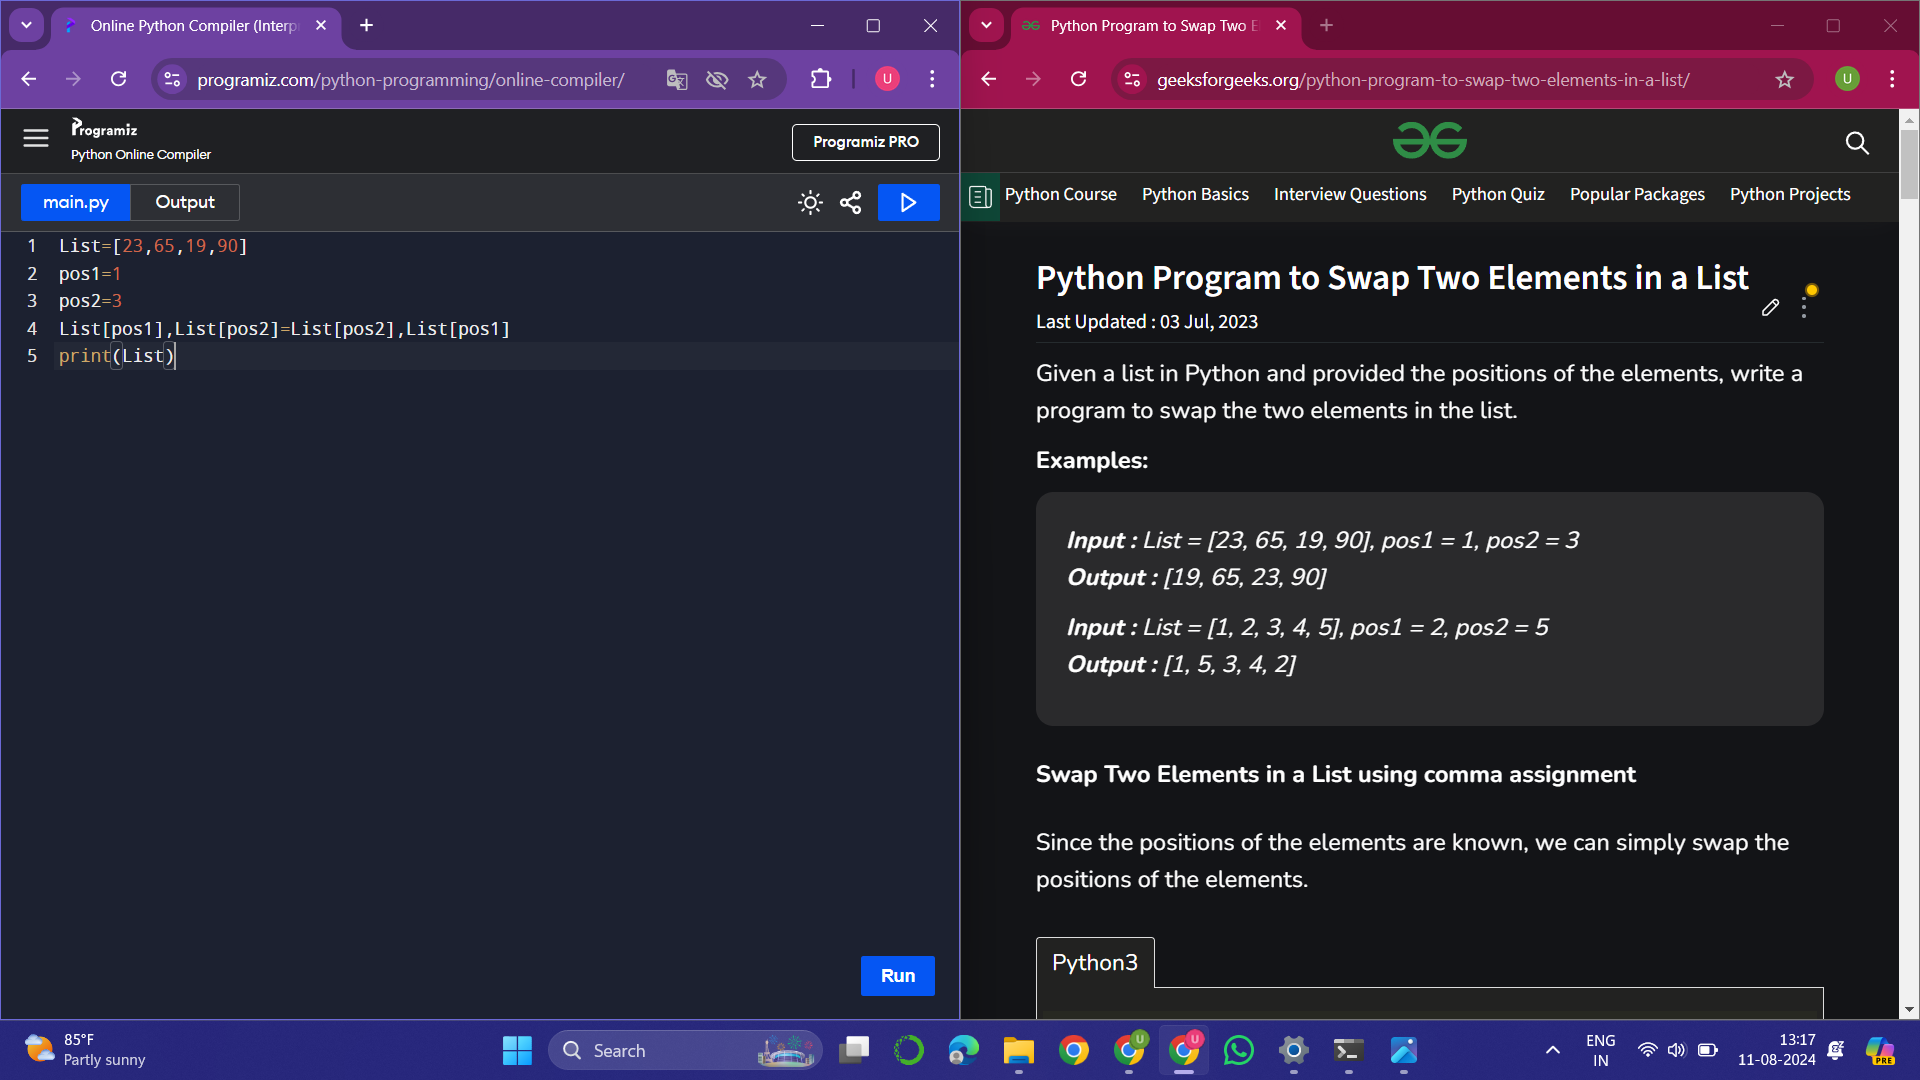 Online Python Compiler (Interp
programiz.com/python-programming/online-compiler/
U
Programiz
Python Online Compiler
Programiz PRO
main.py
Output
1 List=[23,65,19,90]
2 pos1=1
3 pos2=3
4 List[pos1],List[pos2]=List[pos2],List[pos1]
5 print(List)
Run
Python Program to Swap Two E
geeksforgeeks.org/python-program-to-swap-two-elements-in-a-list/
U
Python Course Python Basics Interview Questions Python Quiz Popular Packages Python Projects
Python Program to Swap Two Elements in a List
Last Updated : 03 Jul, 2023
Given a list in Python and provided the positions of the elements, write a
program to swap the two elements in the list.
Examples:
Input : List = [23, 65, 19, 90], pos1 = 1, pos2 = 3
Output : [19, 65, 23, 90]
Input : List = [1, 2, 3, 4, 5], pos1 = 2, pos2 = 5
Output : [1, 5, 3, 4, 2]
Swap Two Elements in a List using comma assignment
Since the positions of the elements are known, we can simply swap the
positions of the elements.
Python3
85°F
Partly sunny
Search
U
U
ENG
IN
13:17
11-08-2024
PRE